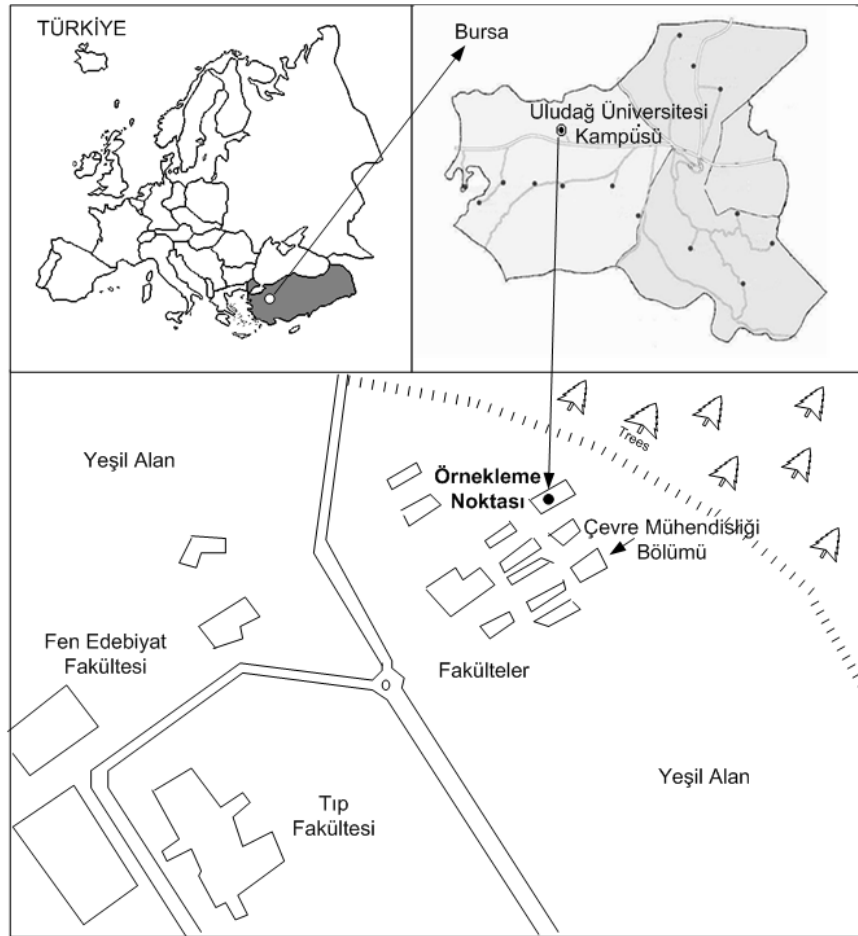 TÜRKİYE
Bursa
Uludağ Üniversitesi
Kampüsü
Yeşil Alan
Trees
Örnekleme
Noktası
Çevre Mühendisliği
Bölümü
Fen Edebiyat
Fakültesi
Fakülteler
Yeşil Alan
Tıp
Fakültesi